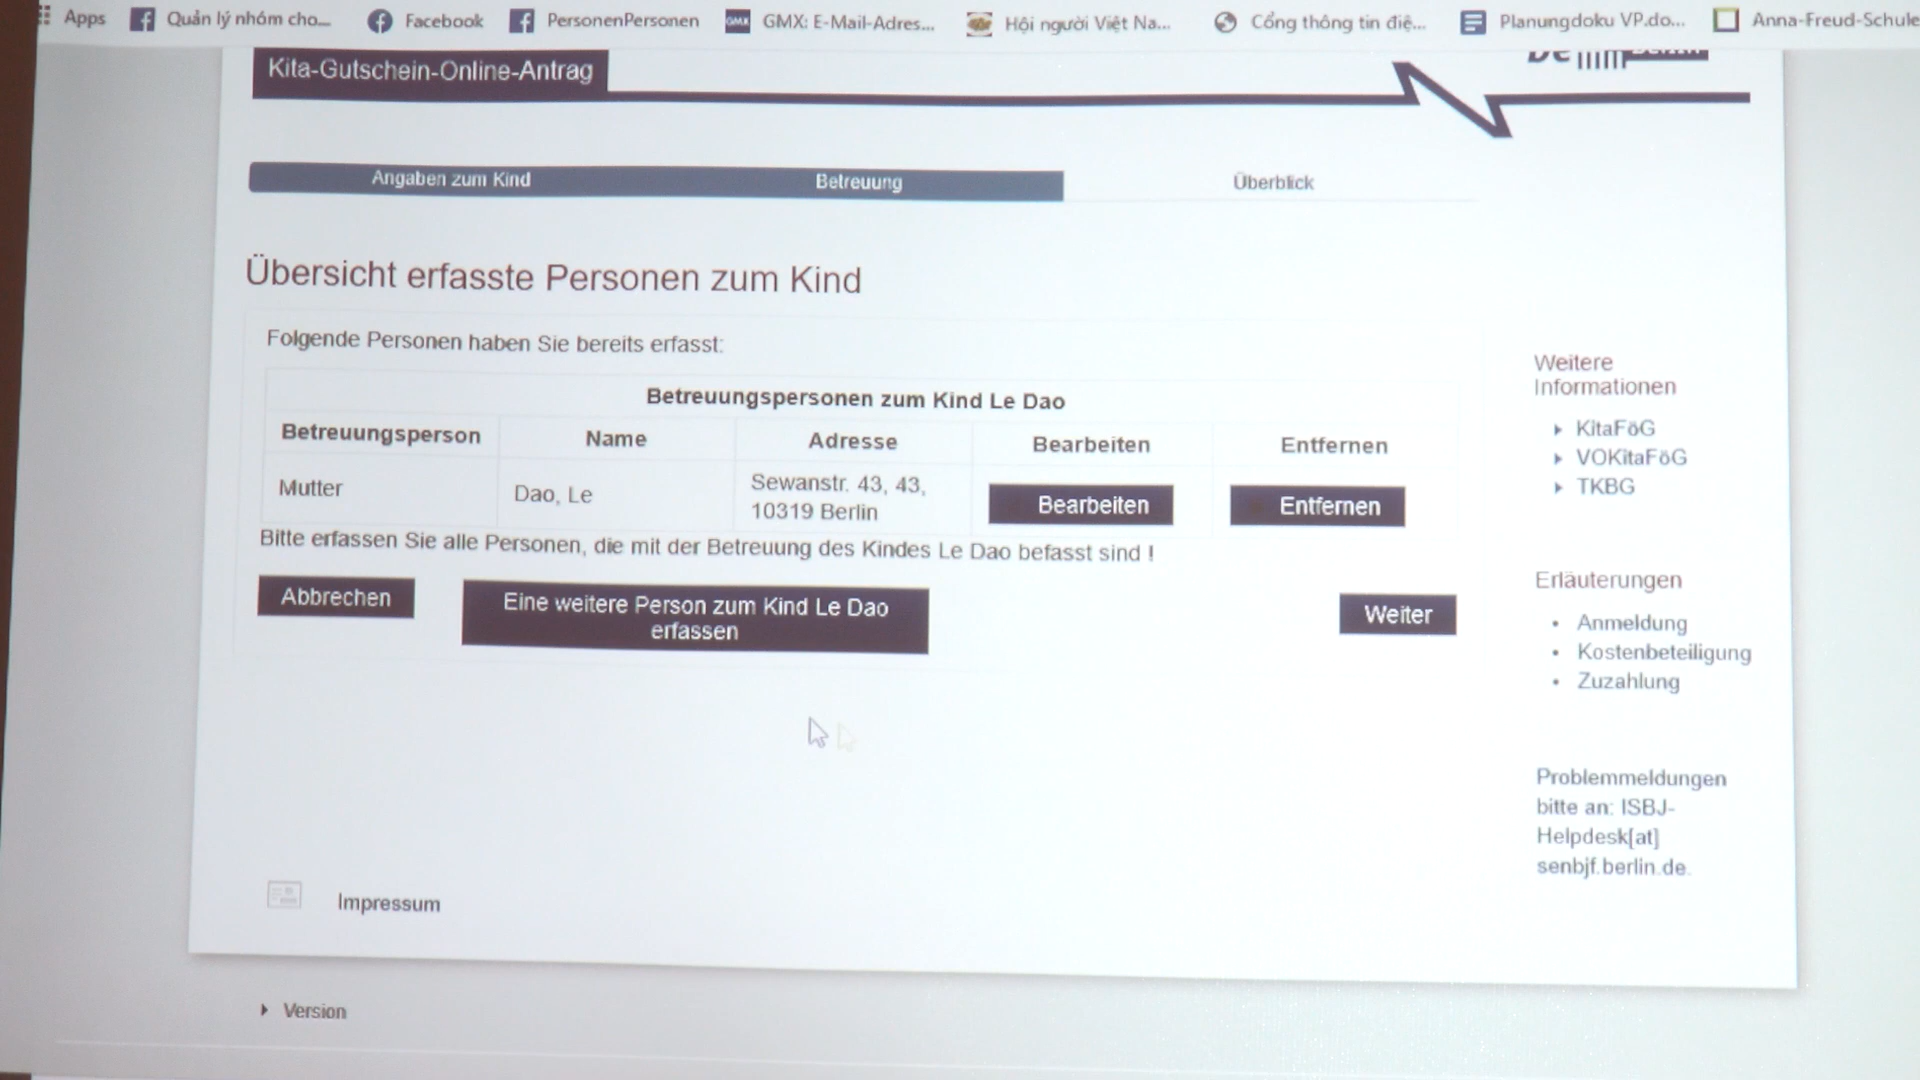 Apps Quản lý nhóm cho... Facebook PersonenPersonen GMX: E-Mail-Adres... Hội người Việt Na... Cổng thông tin điệ... Planungdoku VP.do... Anna-Freud-Schule
Kita-Gutschein-Online-Antrag
Angaben zum Kind Betreuung Überblick
Übersicht erfasste Personen zum Kind
Folgende Personen haben Sie bereits erfasst:
Betreuungspersonen zum Kind Le Dao
Betreuungsperson Name Adresse Bearbeiten Entfernen
Mutter Dao, Le Sewanstr. 43, 43, Bearbeiten Entfernen
10319 Berlin
Bitte erfassen Sie alle Personen, die mit der Betreuung des Kindes Le Dao befasst sind !
Abbrechen Eine weitere Person zum Kind Le Dao Weiter
erfassen
Weitere
Informationen
KitaFöG
VOKitaFöG
TKBG
Erläuterungen
Anmeldung
Kostenbeteiligung
Zuzahlung
Problemmeldungen
bitte an: ISBJ-
Helpdesk[at]
senbjf.berlin.de.
Impressum
Version